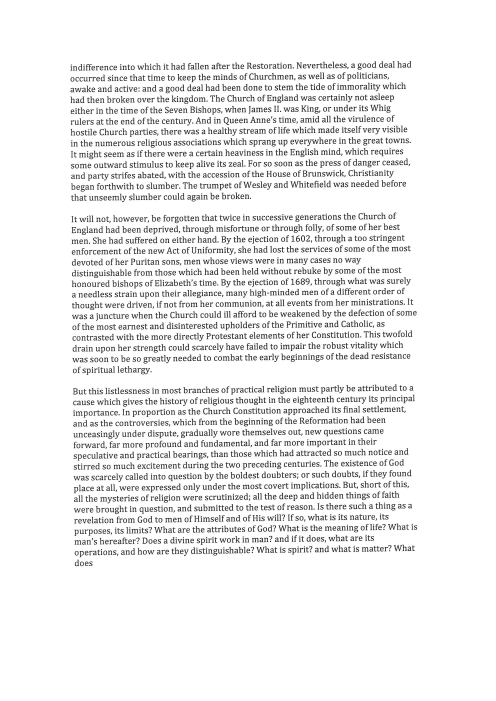 indifference into which it had fallen after the Restoration. Nevertheless, a good deal had
occurred since that time to keep the minds of Churchmen, as well as of politicians,
awake and active: and a good deal had been done to stem the tide of immorality which
had then broken over the kingdom. The Church of England was certainly not asleep
either in the time of the Seven Bishops, when James II. was King, or under its Whig
rulers at the end of the century. And in Queen Anne's time, amid all the virulence of
hostile Church parties, there was a healthy stream of life which made itself very visible
in the numerous religious associations which sprang up everywhere in the great towns.
It might seem as if there were a certain heaviness in the English mind, which requires
some outward stimulus to keep alive its zeal. For so soon as the press of danger ceased,
and party strifes abated, with the accession of the House of Brunswick, Christianity
began forthwith to slumber. The trumpet of Wesley and Whitefield was needed before
that unseemly slumber could again be broken.

It will not, however, be forgotten that twice in successive generations the Church of
England had been deprived, through misfortune or through folly, of some of her best
men. She had suffered on either hand. By the ejection of 1602, through a too stringent
enforcement of the new Act of Uniformity, she had lost the services of some of the most
devoted of her Puritan sons, men whose views were in many cases no way
distinguishable from those which had been held without rebuke by some of the most
honoured bishops of Elizabeth's time. By the ejection of 1689, through what was surely
a needless strain upon their allegiance, many high-minded men of a different order of
thought were driven, if not from her communion, at all events from her ministrations. It
was a juncture when the Church could ill afford to be weakened by the defection of some
of the most earnest and disinterested upholders of the Primitive and Catholic, as
contrasted with the more directly Protestant elements of her Constitution. This twofold
drain upon her strength could scarcely have failed to impair the robust vitality which
was soon to be so greatly needed to combat the early beginnings of the dead resistance
of spiritual lethargy.

But this listlessness in most branches of practical religion must partly be attributed to a
cause which gives the history of religious thought in the eighteenth century its principal
importance. In proportion as the Church Constitution approached its final settlement,
and as the controversies, which from the beginning of the Reformation had been
unceasingly under dispute, gradually wore themselves out, new questions came
forward, far more profound and fundamental, and far more important in their
speculative and practical bearings, than those which had attracted so much notice and
stirred so much excitement during the two preceding centuries. The existence of God
was scarcely called into question by the boldest doubters; or such doubts, if they found
place at all, were expressed only under the most covert implications. But, short of this,
all the mysteries of religion were scrutinized; all the deep and hidden things of faith
were brought in question, and submitted to the test of reason. Is there such a thing as a
revelation from God to men of Himself and of His will? If so, what is its nature, its
purposes, its limits? What are the attributes of God? What is the meaning of life? What is
man's hereafter? Does a divine spirit work in man? and if it does, what are its
operations, and how are they distinguishable? What is spirit? and what is matter? What
does